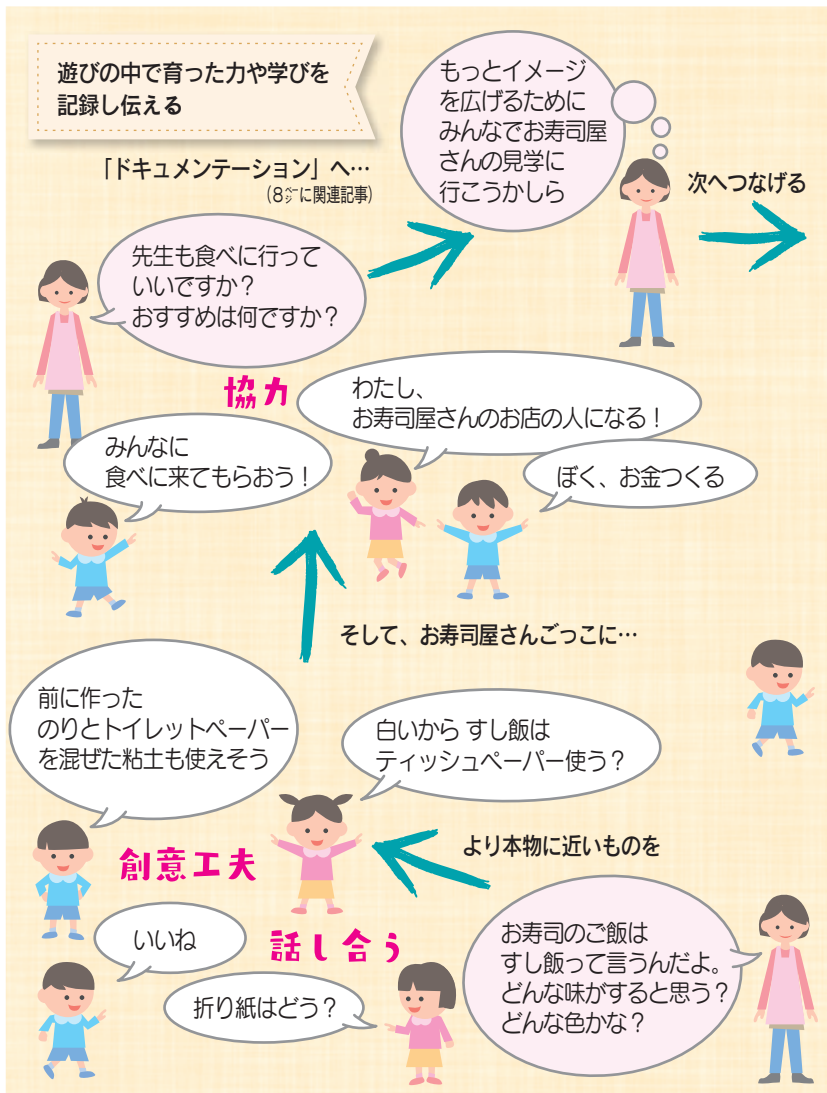 遊びの中で育った力や学びを
記録し伝える
「ドキュメンテーション」へ…
(8㌻に関連記事)
もっとイメージ
を広げるために
みんなでお寿司屋
さんの見学に
行こうかしら
次へつなげる
先生も食べに行って
いいですか?
おすすめは何ですか?
協力
わたし、
お寿司屋さんのお店の人になる!
みんなに
食べに来てもらおう!
ぼく、お金つくる
そして、お寿司屋さんごっこに…
前に作った
のりとトイレットペーパー
を混ぜた粘土も使えそう
白いから すし飯は
ティッシュペーパー使う?
創意工夫
より本物に近いものを
いいね
話し合う
折り紙はどう?
お寿司のご飯は
すし飯って言うんだよ。
どんな味がすると思う?
どんな色かな?